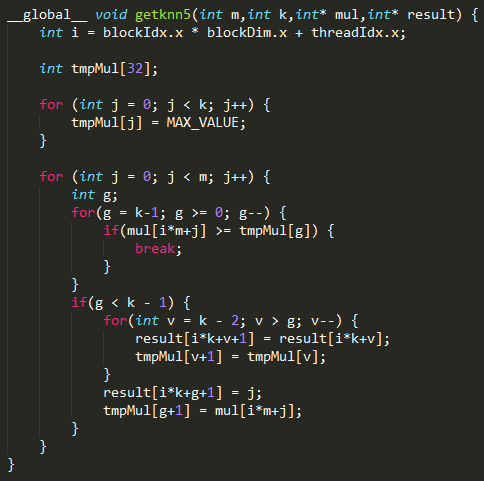 __global__ void getknn5(int m,int k,int* mul,int* result) {
    int i = blockIdx.x * blockDim.x + threadIdx.x;

    int tmpMul[32];

    for (int j = 0; j < k; j++) {
        tmpMul[j] = MAX_VALUE;
    }

    for (int j = 0; j < m; j++) {
        int g;
        for(g = k-1; g >= 0; g--) {
            if(mul[i*m+j] >= tmpMul[g]) {
                break;
            }
        }
        if(g < k - 1) {
            for(int v = k - 2; v > g; v--) {
                result[i*k+v+1] = result[i*k+v];
                tmpMul[v+1] = tmpMul[v];
            }
            result[i*k+g+1] = j;
            tmpMul[g+1] = mul[i*m+j];
        }
    }
}